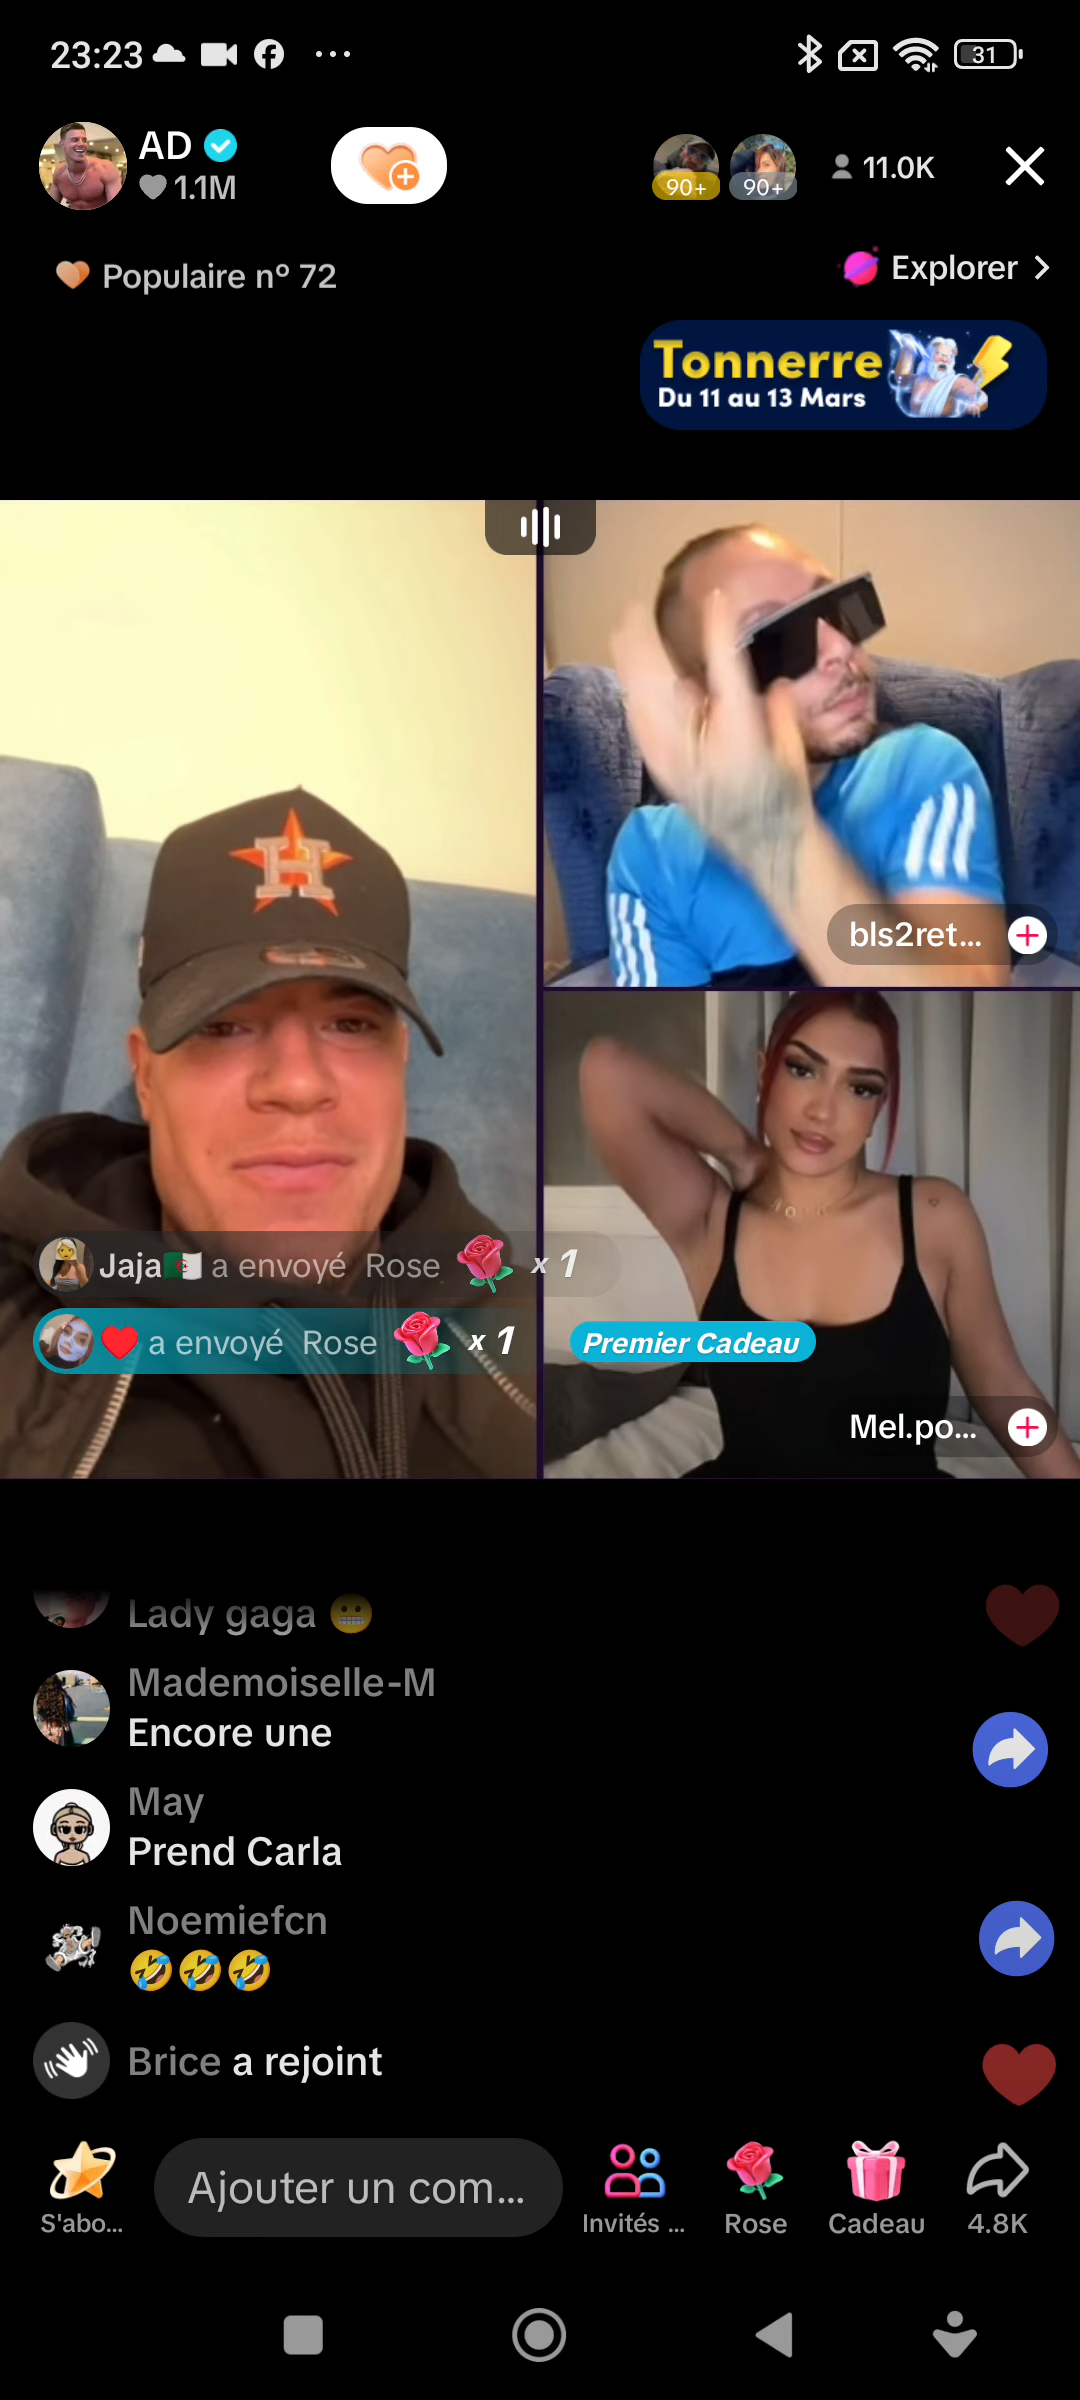 23:23
31
AD
1.1M
90+
90+
11.0K
Populaire nº 72
Explorer
Tonnerre
Du 11 au 13 Mars
H
bls2ret...
Jaja🇩🇿 a envoyé Rose x 1
❤️ a envoyé Rose x 1
Premier Cadeau
Mel.po...
Lady gaga 😬
Mademoiselle-M
Encore une
May
Prend Carla
Noemiefcn
🤣🤣🤣
Brice a rejoint
S'abo...
Ajouter un com...
Invités ...
Rose
Cadeau
4.8K